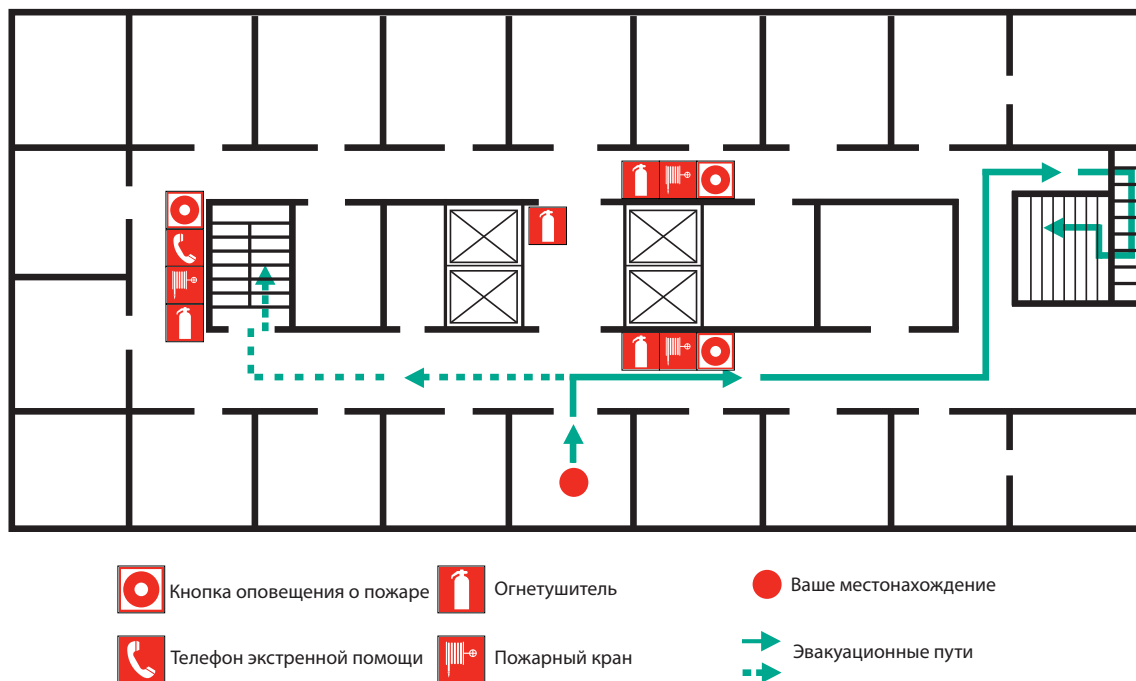 Кнопка оповещения о пожаре
Огнетушитель
Ваше местонахождение
Телефон экстренной помощи
Пожарный кран
Эвакуационные пути